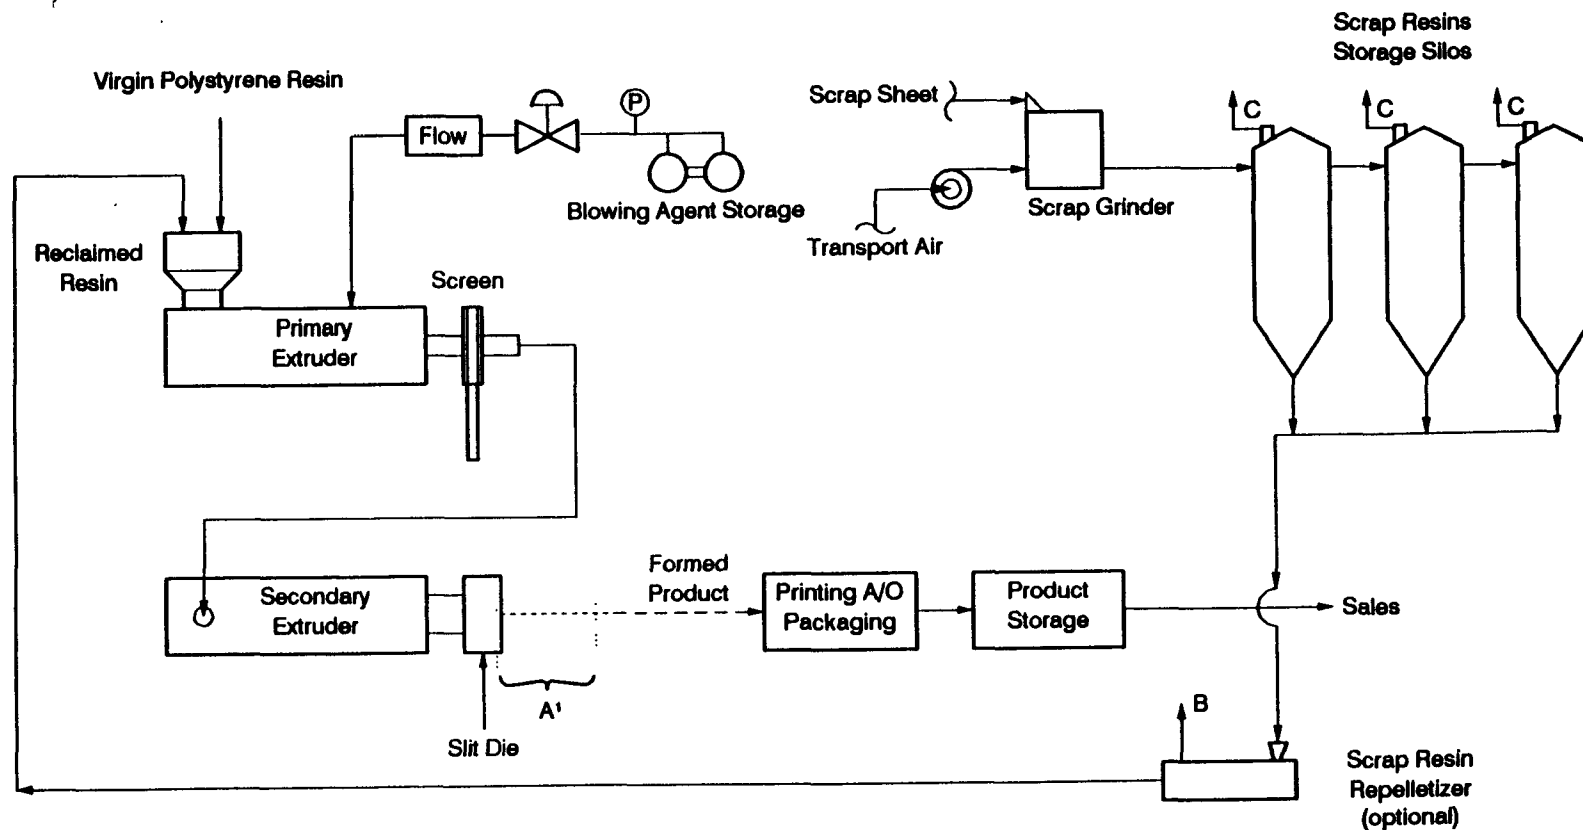 Scrap Resins
Storage Silos
Virgin Polystyrene Resin
P
Scrap Sheet
C
C
C
Flow
Blowing Agent Storage
Scrap Grinder
Transport Air
Reclaimed
Resin
Screen
Primary
Extruder
Formed
Product
Secondary
Extruder
Printing A/O
Packaging
Product
Storage
Sales
A¹
Slit Die
B
Scrap Resin
Repelletizer
(optional)